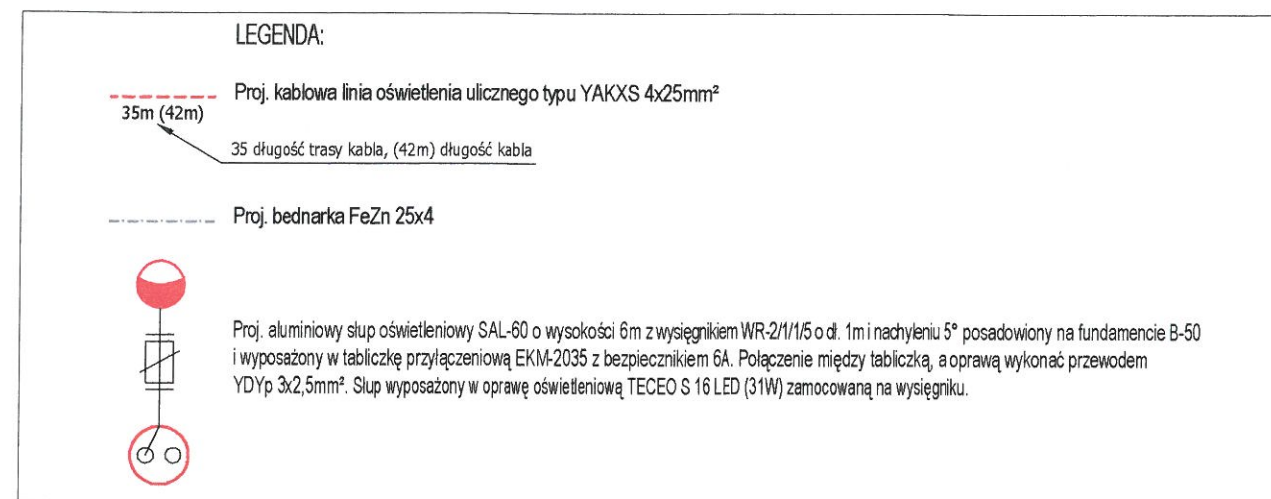 LEGENDA:
Proj. kablowa linia oświetlenia ulicznego typu YAKXS 4x25mm²
35m (42m)
35 długość trasy kabla, (42m) długość kabla
Proj. bednarka FeZn 25x4
Proj. aluminiowy słup oświetleniowy SAL-60 o wysokości 6m z wysięgnikiem WR-2/1/1/5 o dł. 1m i nachyleniu 5° posadowiony na fundamencie B-50
i wyposażony w tabliczkę przyłączeniową EKM-2035 z bezpiecznikiem 6A. Połączenie między tabliczką, a oprawą wykonać przewodem
YDYp 3x2,5mm². Słup wyposażony w oprawę oświetleniową TECEO S 16 LED (31W) zamocowaną na wysięgniku.